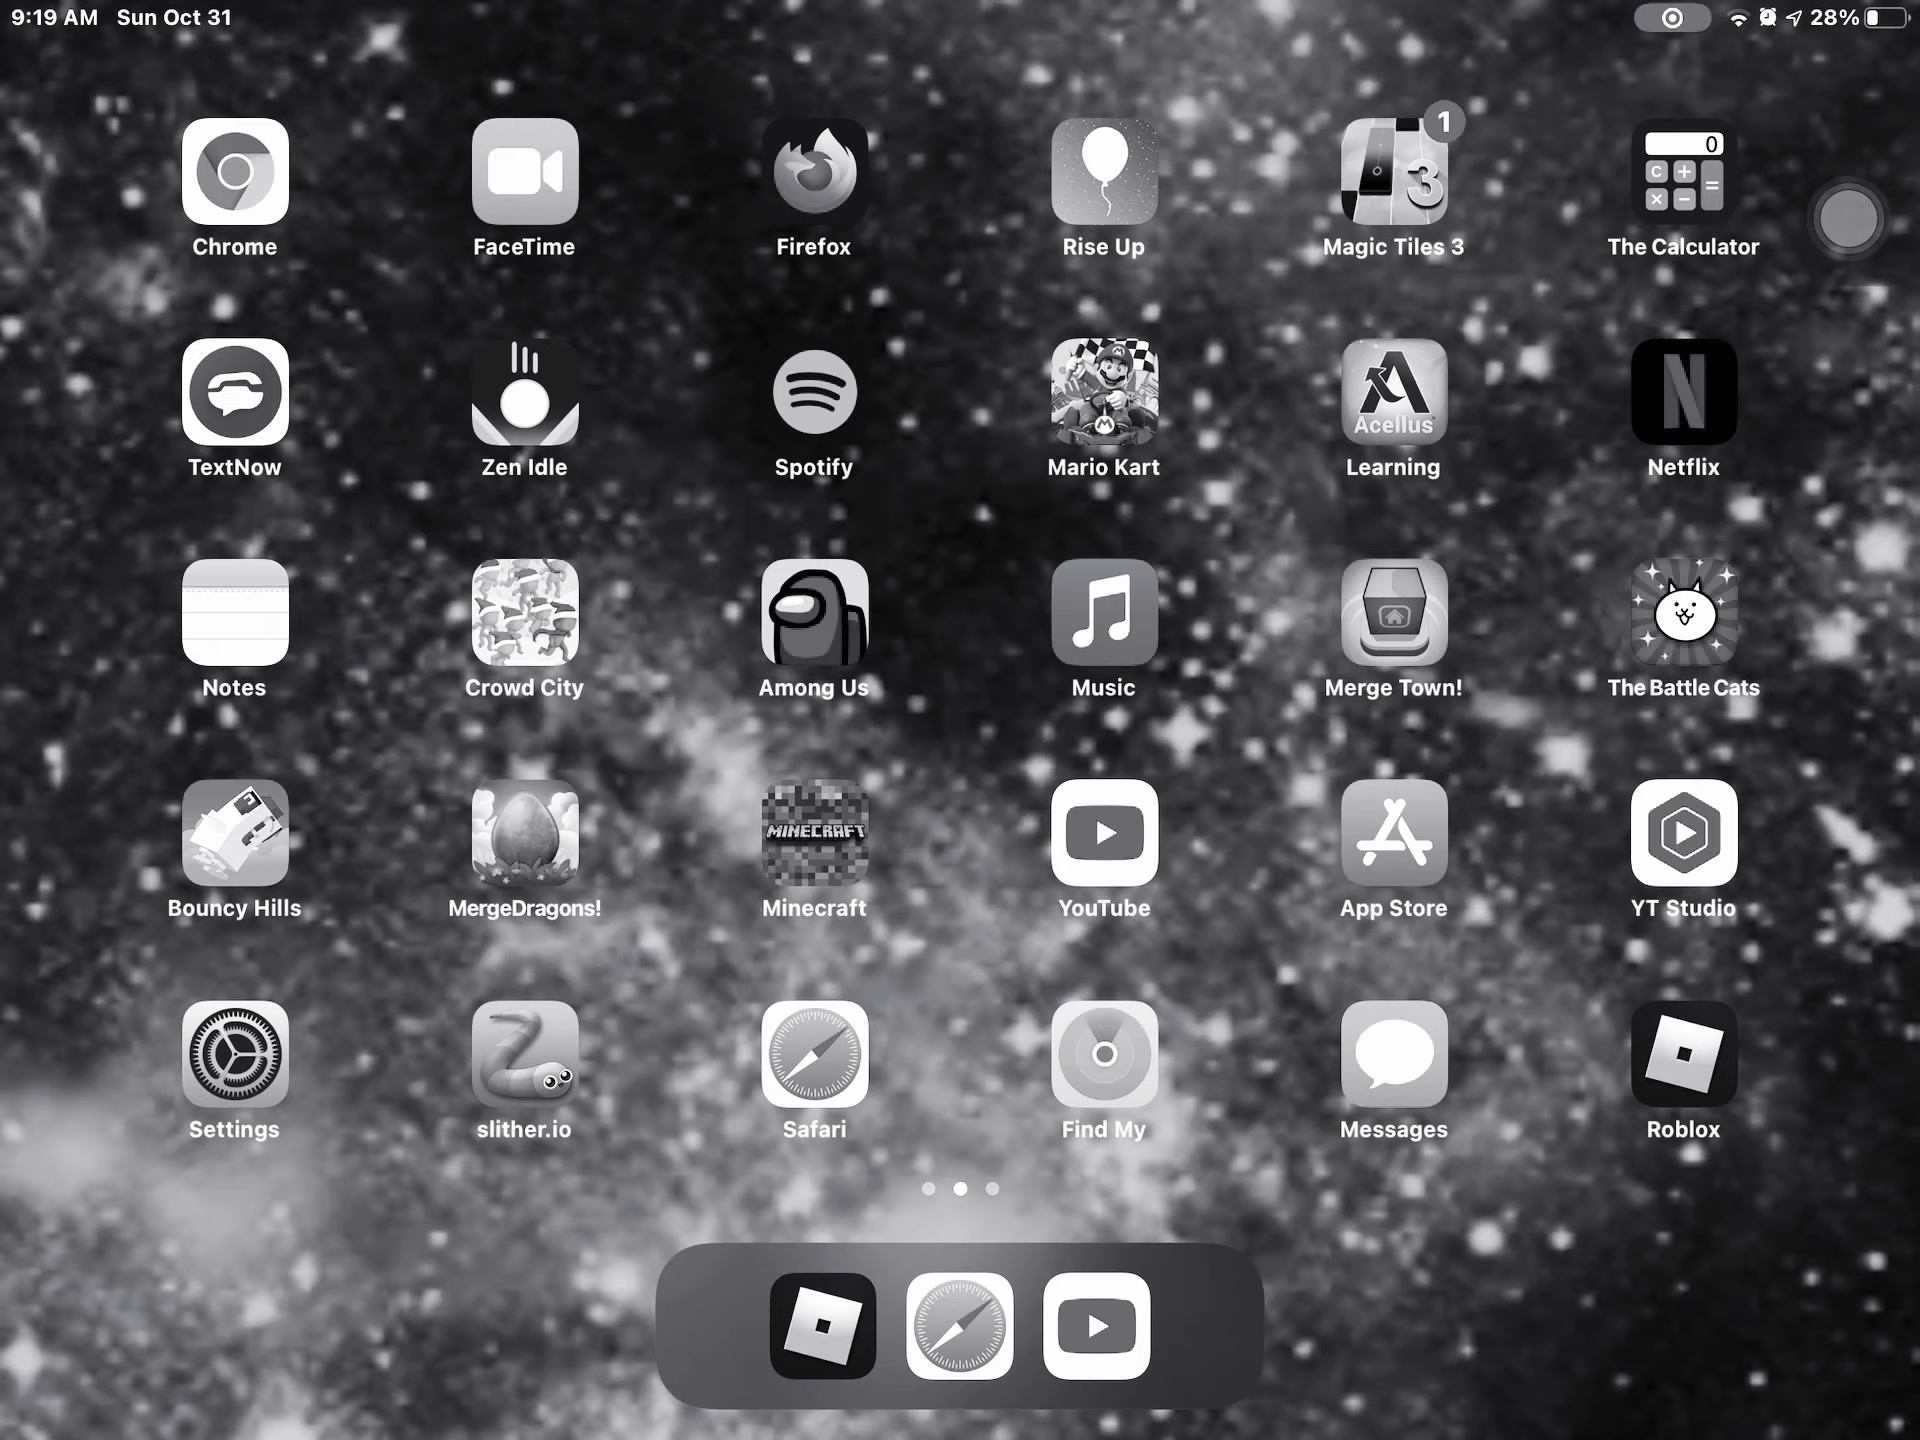 9:19 AM Sun Oct 31
28%
1
3
0
C + = × −
Chrome FaceTime Firefox Rise Up Magic Tiles 3 The Calculator
Acellus
N
TextNow Zen Idle Spotify Mario Kart Learning Netflix
M
Notes Crowd City Among Us Music Merge Town! The Battle Cats
MINECRAFT
Bouncy Hills MergeDragons! Minecraft YouTube App Store YT Studio
Settings slither.io Safari Find My Messages Roblox